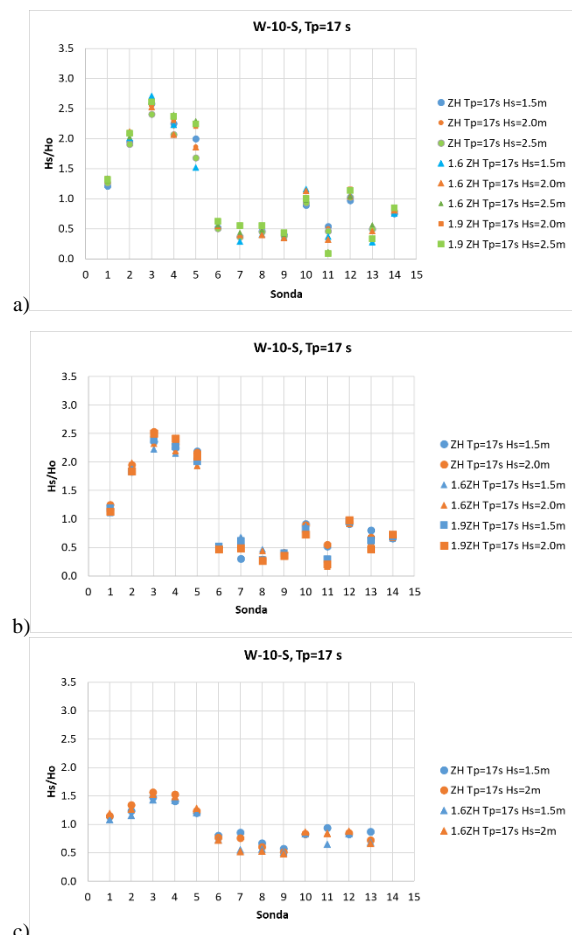 W-10-S, Tp=17 s
3.5
3.0
2.5
2.0
1.5
1.0
0.5
0.0
Hs/Ho
0 1 2 3 4 5 6 7 8 9 10 11 12 13 14 15
Sonda
ZH Tp=17s Hs=1.5m
ZH Tp=17s Hs=2.0m
ZH Tp=17s Hs=2.5m
1.6 ZH Tp=17s Hs=1.5m
1.6 ZH Tp=17s Hs=2.0m
1.6 ZH Tp=17s Hs=2.5m
1.9 ZH Tp=17s Hs=2.0m
1.9 ZH Tp=17s Hs=2.5m
a)
W-10-S, Tp=17 s
3.5
3.0
2.5
2.0
1.5
1.0
0.5
0.0
Hs/Ho
0 1 2 3 4 5 6 7 8 9 10 11 12 13 14 15
Sonda
ZH Tp=17s Hs=1.5m
ZH Tp=17s Hs=2.0m
1.6ZH Tp=17s Hs=1.5m
1.6ZH Tp=17s Hs=2.0m
1.9ZH Tp=17s Hs=1.5m
1.9ZH Tp=17s Hs=2.0m
b)
W-10-S, Tp=17 s
3.5
3.0
2.5
2.0
1.5
1.0
0.5
0.0
Hs/Ho
0 1 2 3 4 5 6 7 8 9 10 11 12 13 14 15
Sonda
ZH Tp=17s Hs=1.5m
ZH Tp=17s Hs=2m
1.6ZH Tp=17s Hs=1.5m
1.6ZH Tp=17s Hs=2m
c)